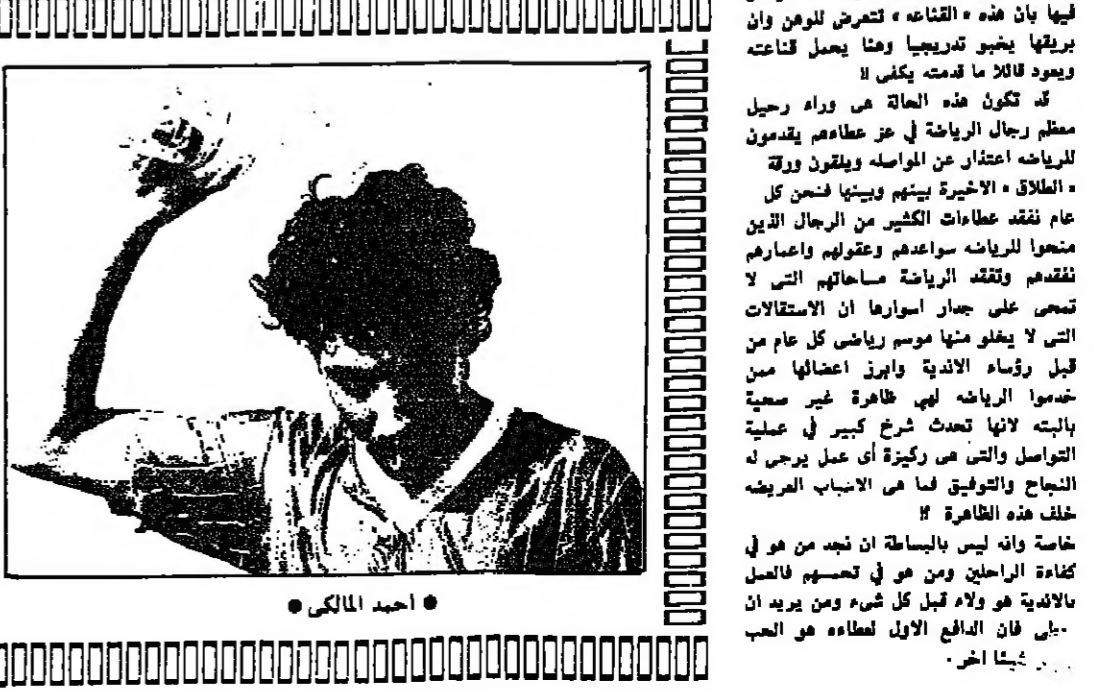 فيها بان هذه « القناعه » تتعرض للوهن وان
بريقها يخبو تدريجيا وهنا يحمل قناعته
ويعود قائلا ما قدمته يكفى !!
قد تكون هذه الحالة هى وراء رحيل
معظم رجال الرياضة في عز عطاءهم يقدمون
للرياضه اعتذار عن المواصله ويلقون ورقة
« الطلاق » الاخيرة بينهم وبينها فنحن كل
عام نفقد عطاءات الكثير من الرجال الذين
منحوا للرياضه سواعدهم وعقولهم واعمارهم
نفقدهم وتفقد الرياضة مساحاتهم التى لا
تمحى على جدار اسوارها ان الاستقالات
التى لا يخلو منها موسم رياضى كل عام من
قبل رؤساء الاندية وابرز اعضائها ممن
خدموا الرياضه لهي ظاهرة غير صحية
بالبته لانها تحدث شرخ كبير في عملية
التواصل والتى هى ركيزة أى عمل يرجى له
النجاح والتوفيق فما هى الاسباب العريضه
خلف هذه الظاهرة ؟!
خاصة وانه ليس بالبساطة ان نجد من هو في
كفاءة الراحلين ومن هو في تحمسهم فالعمل
بالاندية هو ولاء قبل كل شىء ومن يريد ان
فان الدافع الاول لعطاءه هو الحب
شيئا اخر .
● احمد المالكى ●